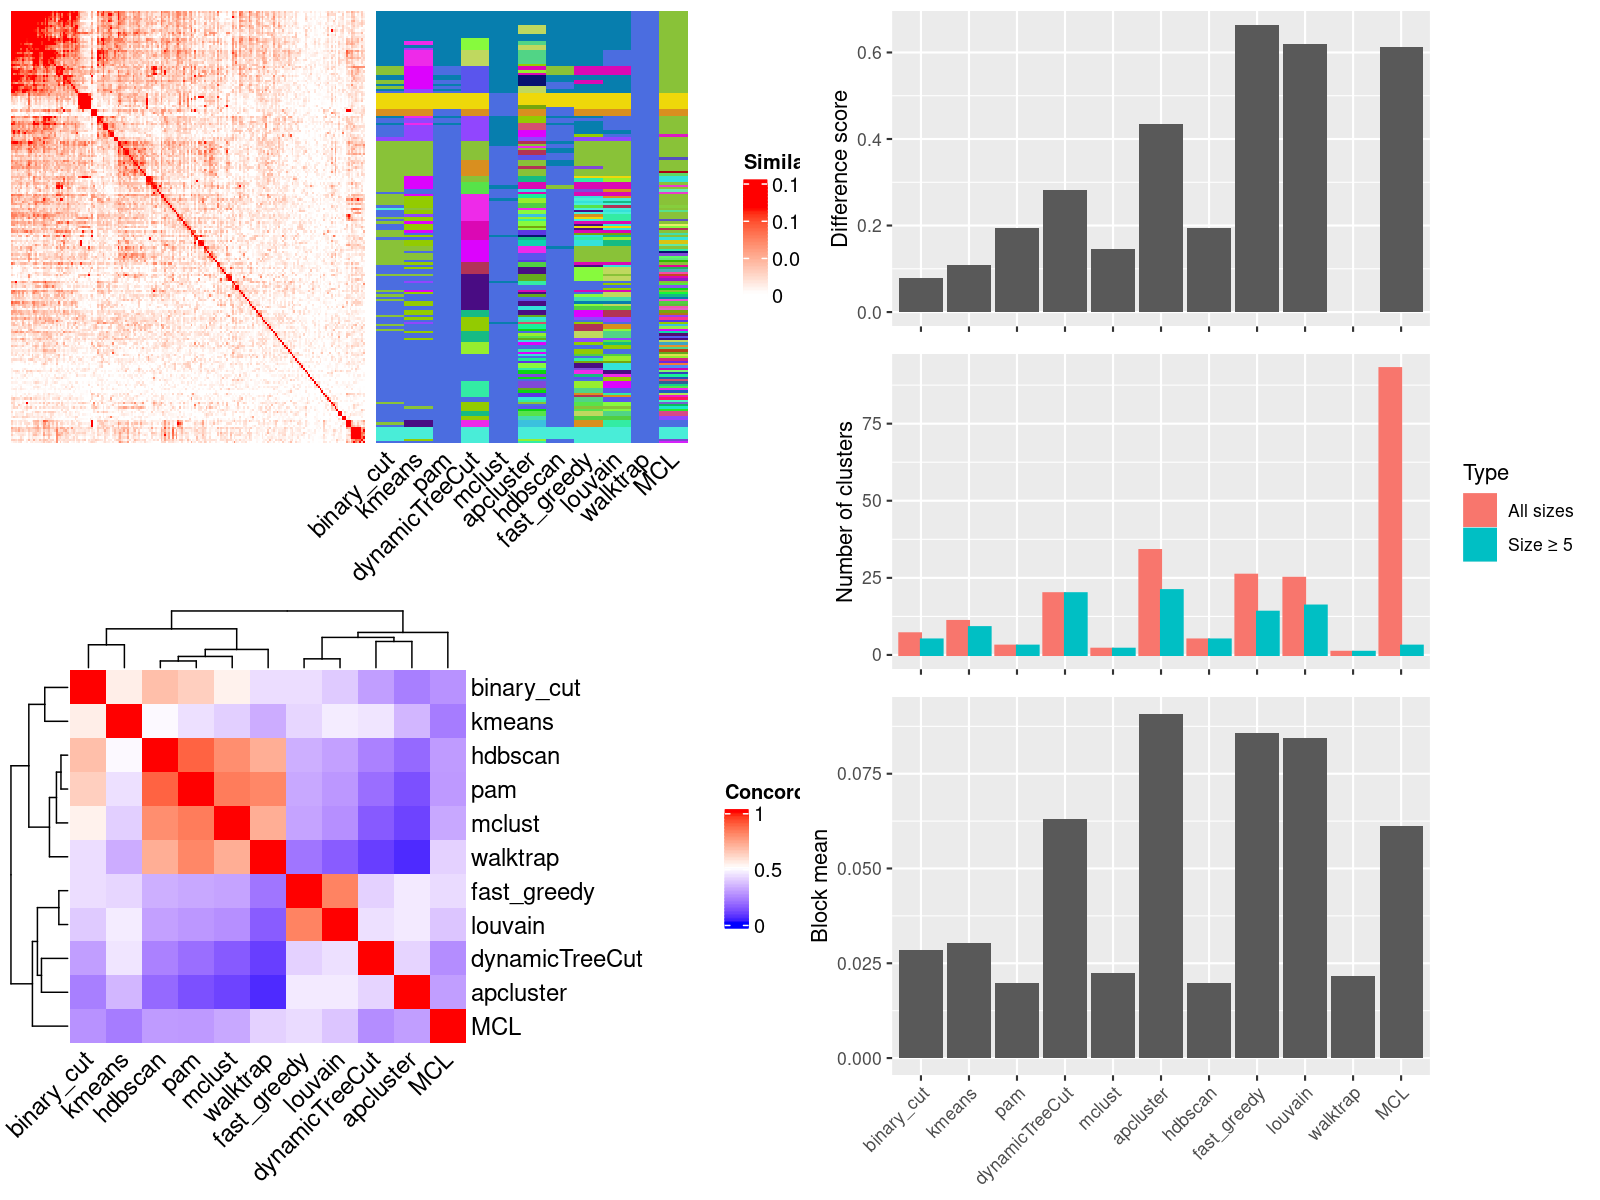 Simila
0.1
0.1
0.0
0
binary_cut
kmeans
pam
dynamicTreeCut
mclust
apcluster
hdbscan
fast_greedy
louvain
walktrap
MCL
binary_cut
kmeans
hdbscan
pam
mclust
walktrap
fast_greedy
louvain
dynamicTreeCut
apcluster
MCL
binary_cut
kmeans
hdbscan
pam
mclust
walktrap
fast_greedy
louvain
dynamicTreeCut
apcluster
MCL
Concord
1
0.5
0
Difference score
0.6
0.4
0.2
0.0
Number of clusters
75
50
25
0
Type
All sizes
Size ≥ 5
Block mean
0.075
0.050
0.025
0.000
binary_cut
kmeans
pam
dynamicTreeCut
mclust
apcluster
hdbscan
fast_greedy
louvain
walktrap
MCL